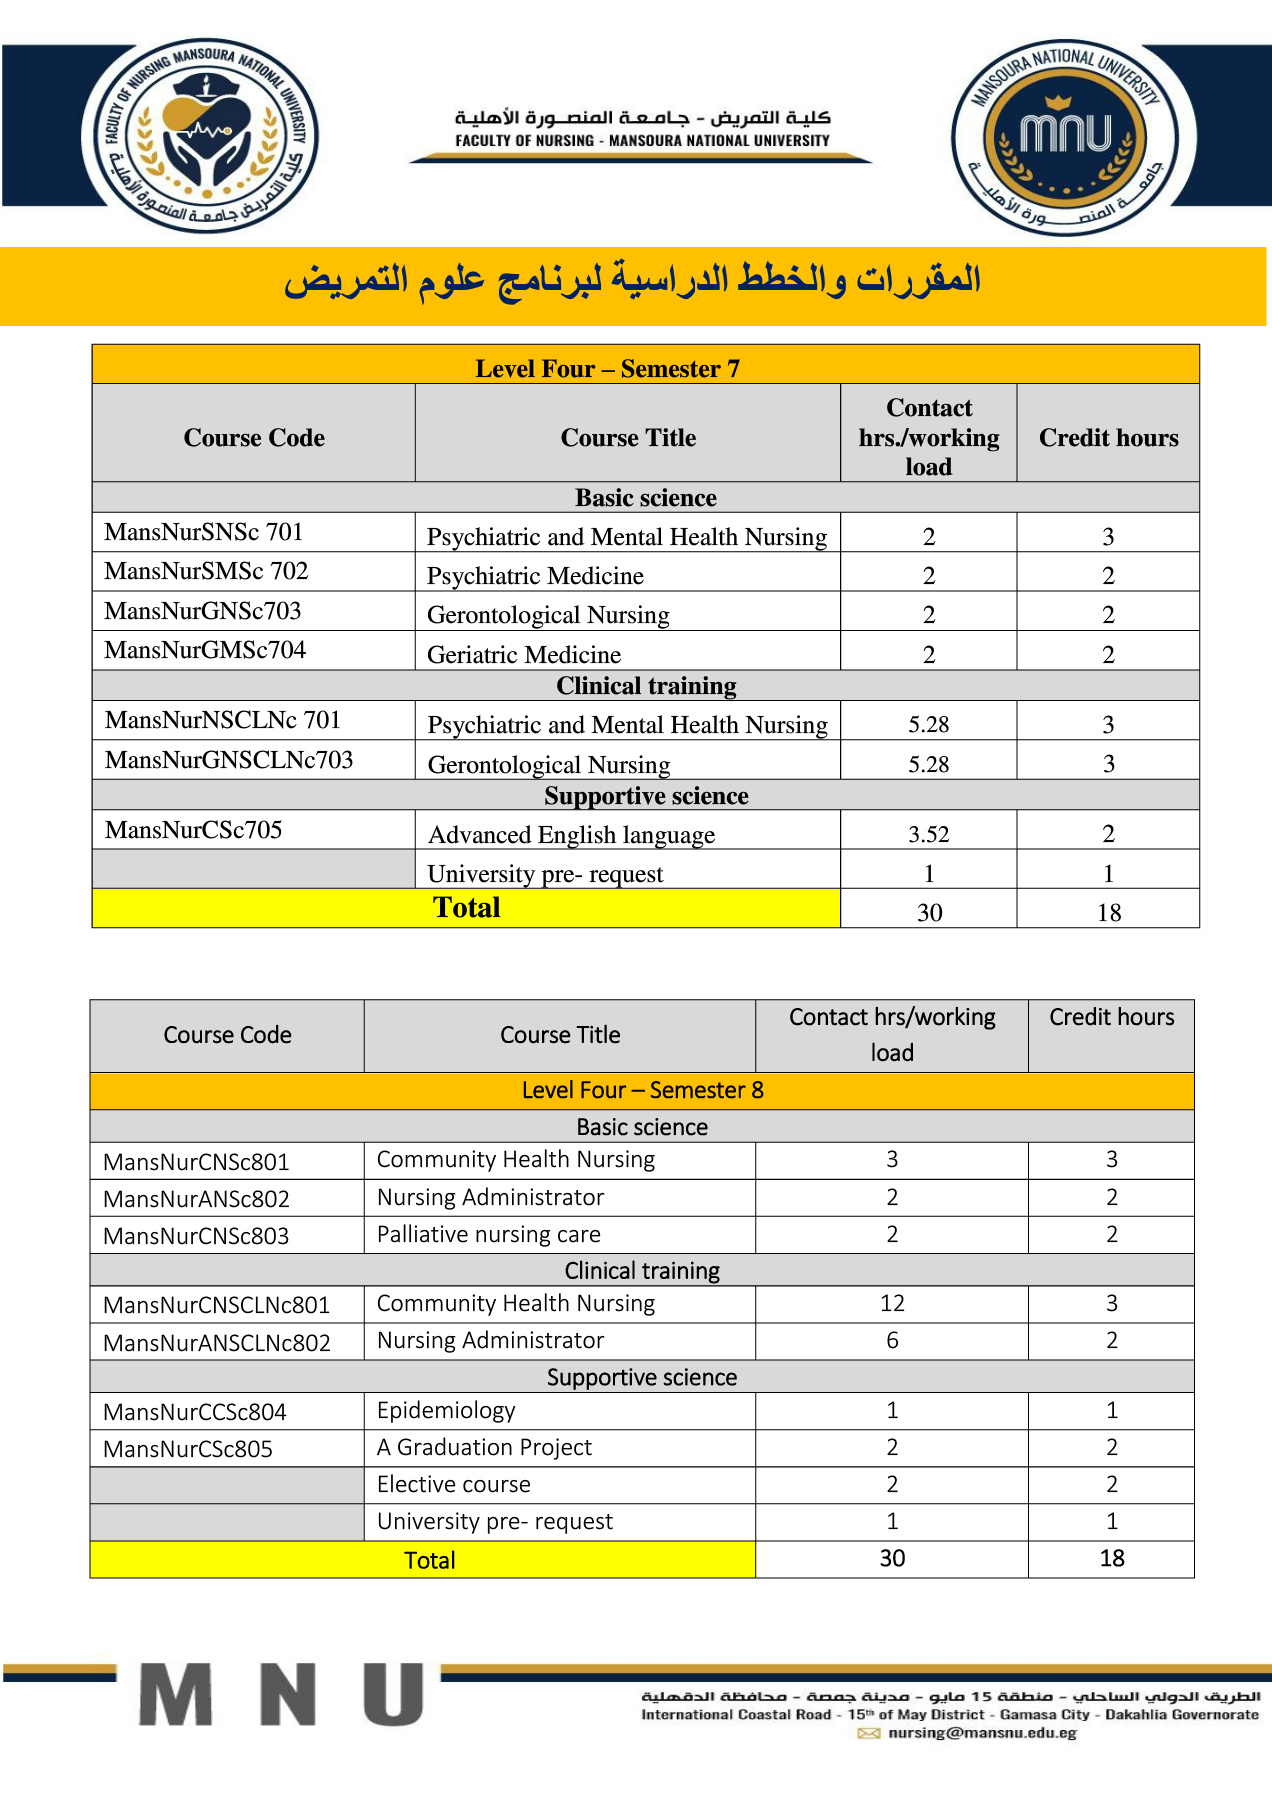 FACULTY OF NURSING MANSOURA NATIONAL UNIVERSITY
كلية التمريض جامعة المنصورة الأهلية
كلية التمريض - جامعة المنصورة الأهلية
FACULTY OF NURSING - MANSOURA NATIONAL UNIVERSITY
MANSOURA NATIONAL UNIVERSITY
mnu
جامعة المنصورة الأهلية
المقررات والخطط الدراسية لبرنامج علوم التمريض
Level Four – Semester 7
Course Code Course Title Contact hrs./working load Credit hours
Basic science
MansNurSNSc 701 Psychiatric and Mental Health Nursing 2 3
MansNurSMSc 702 Psychiatric Medicine 2 2
MansNurGNSc703 Gerontological Nursing 2 2
MansNurGMSc704 Geriatric Medicine 2 2
Clinical training
MansNurNSCLNc 701 Psychiatric and Mental Health Nursing 5.28 3
MansNurGNSCLNc703 Gerontological Nursing 5.28 3
Supportive science
MansNurCSc705 Advanced English language 3.52 2
University pre- request 1 1
Total 30 18
Course Code Course Title Contact hrs/working load Credit hours
Level Four – Semester 8
Basic science
MansNurCNSc801 Community Health Nursing 3 3
MansNurANSc802 Nursing Administrator 2 2
MansNurCNSc803 Palliative nursing care 2 2
Clinical training
MansNurCNSCLNc801 Community Health Nursing 12 3
MansNurANSCLNc802 Nursing Administrator 6 2
Supportive science
MansNurCCSc804 Epidemiology 1 1
MansNurCSc805 A Graduation Project 2 2
Elective course 2 2
University pre- request 1 1
Total 30 18
M N U
الطريق الدولي الساحلي - منطقة 15 مايو - مدينة جمصة - محافظة الدقهلية
International Coastal Road - 15th of May District - Gamasa City - Dakahlia Governorate
nursing@mansnu.edu.eg